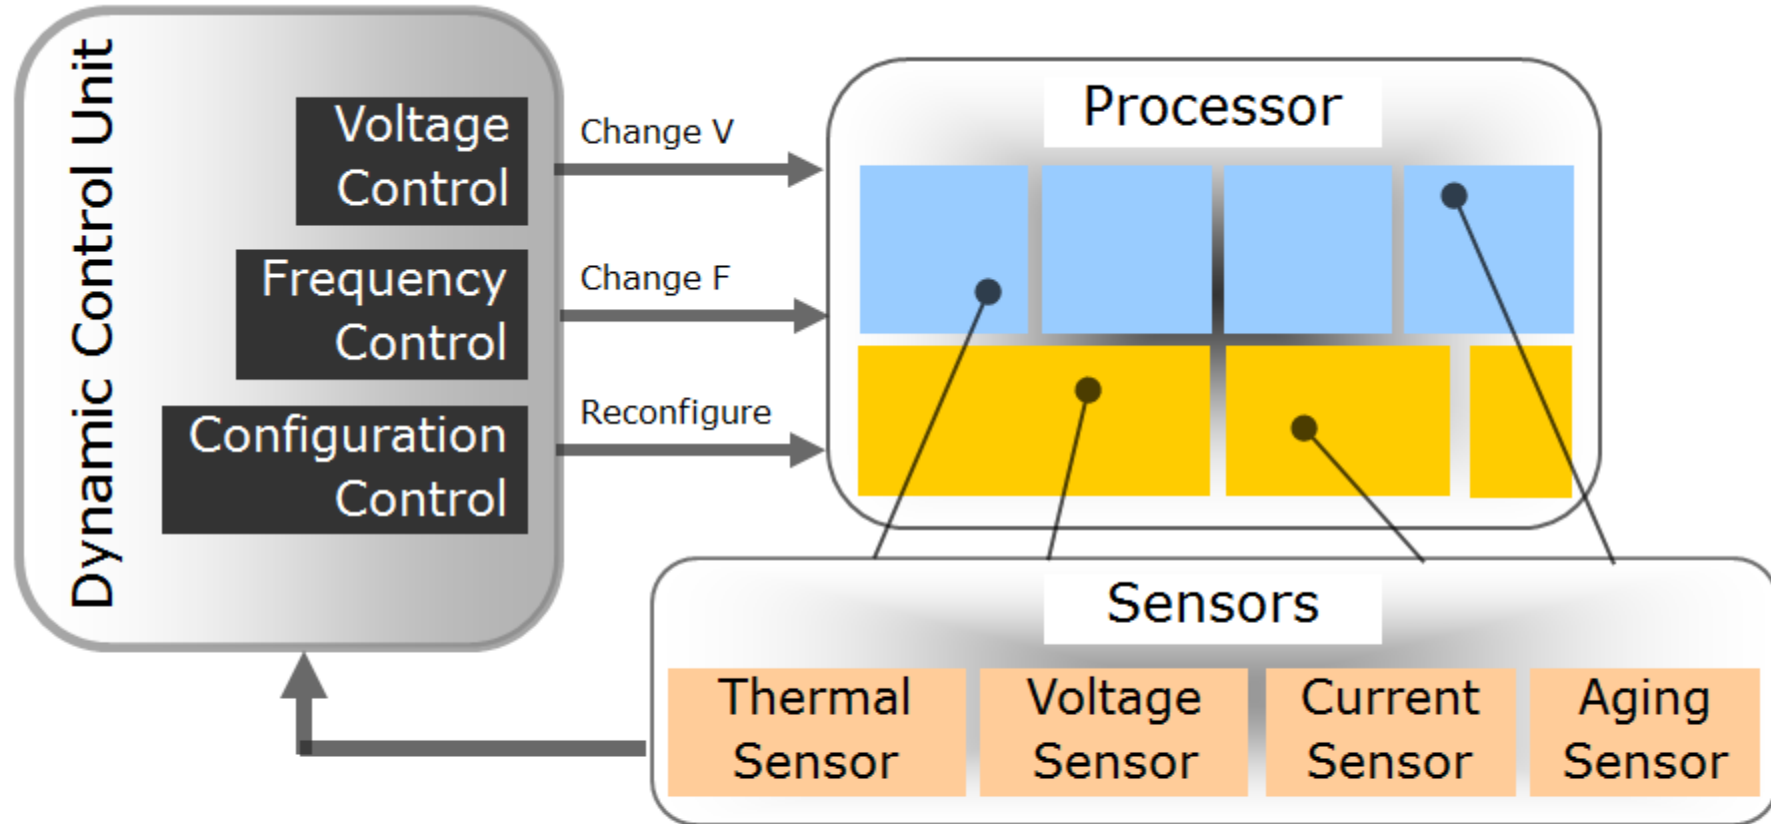 Dynamic Control Unit
Voltage
Control
Frequency
Control
Configuration
Control
Change V
Change F
Reconfigure
Processor
Sensors
Thermal
Sensor
Voltage
Sensor
Current
Sensor
Aging
Sensor